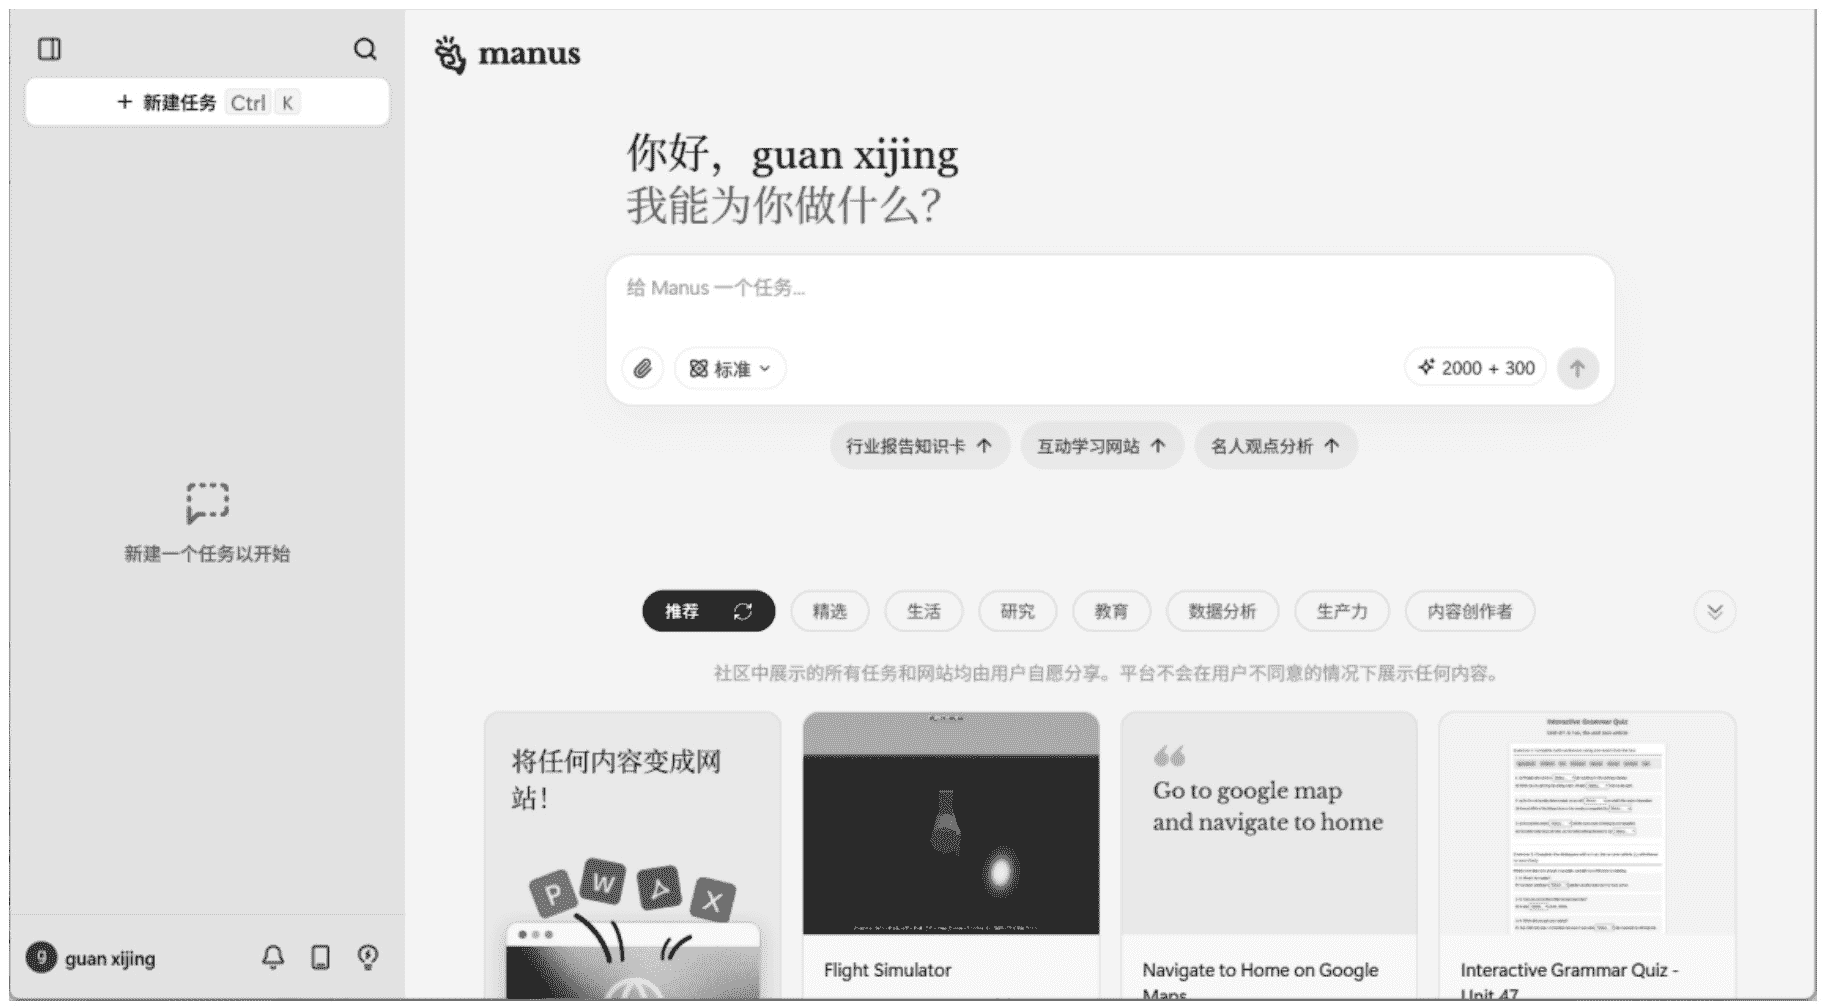 新建任务 Ctrl K
新建一个任务以开始
guan xijing
manus
你好，guan xijing
我能为你做什么？
给 Manus 一个任务...
标准
2000 + 300
行业报告知识卡
互动学习网站
名人观点分析
推荐 精选 生活 研究 教育 数据分析 生产力 内容创作者
社区中展示的所有任务和网站均由用户自愿分享。平台不会在用户不同意的情况下展示任何内容。
将任何内容变成网
站！
P W X
Flight Simulator
Go to google map
and navigate to home
Navigate to Home on Google
Maps
Interactive Grammar Quiz
Interactive Grammar Quiz -
Unit 47